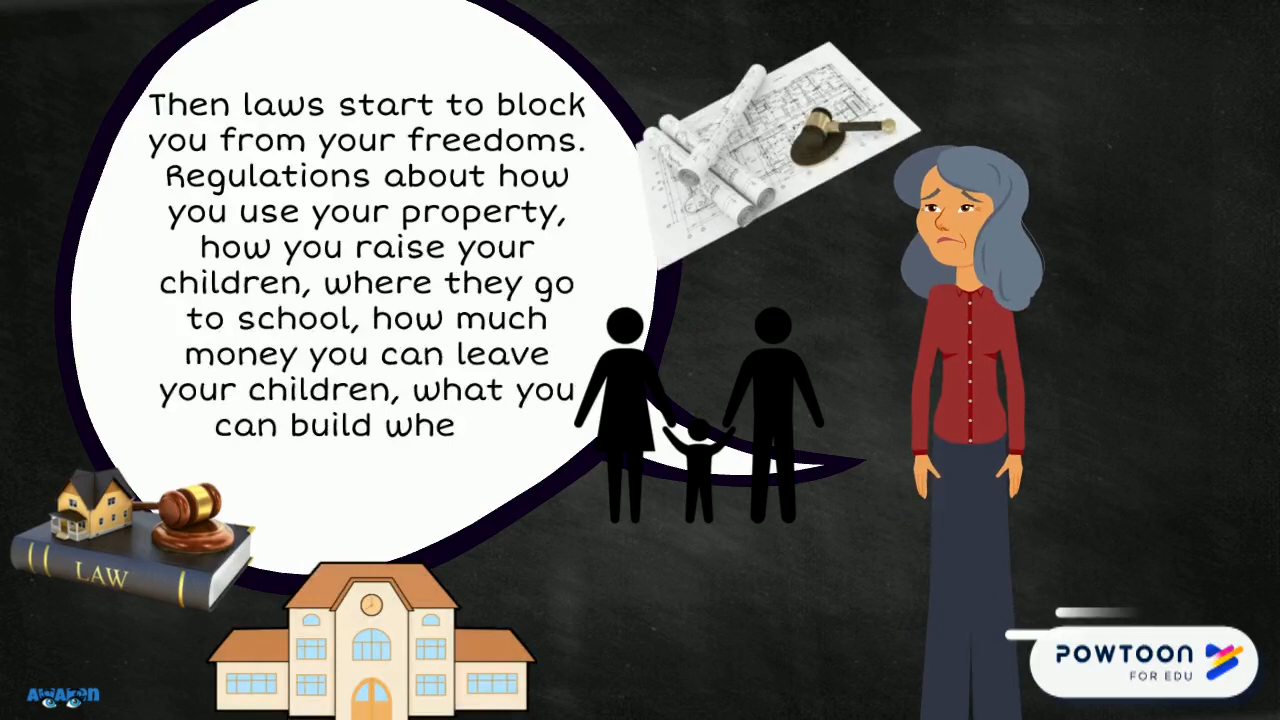 Then laws start to block
you from your freedoms.
Regulations about how
you use your property,
how you raise your
children, where they go
to school, how much
money you can leave
your children, what you
can build whe
LAW
AWAKEN
POWTOON
FOR EDU